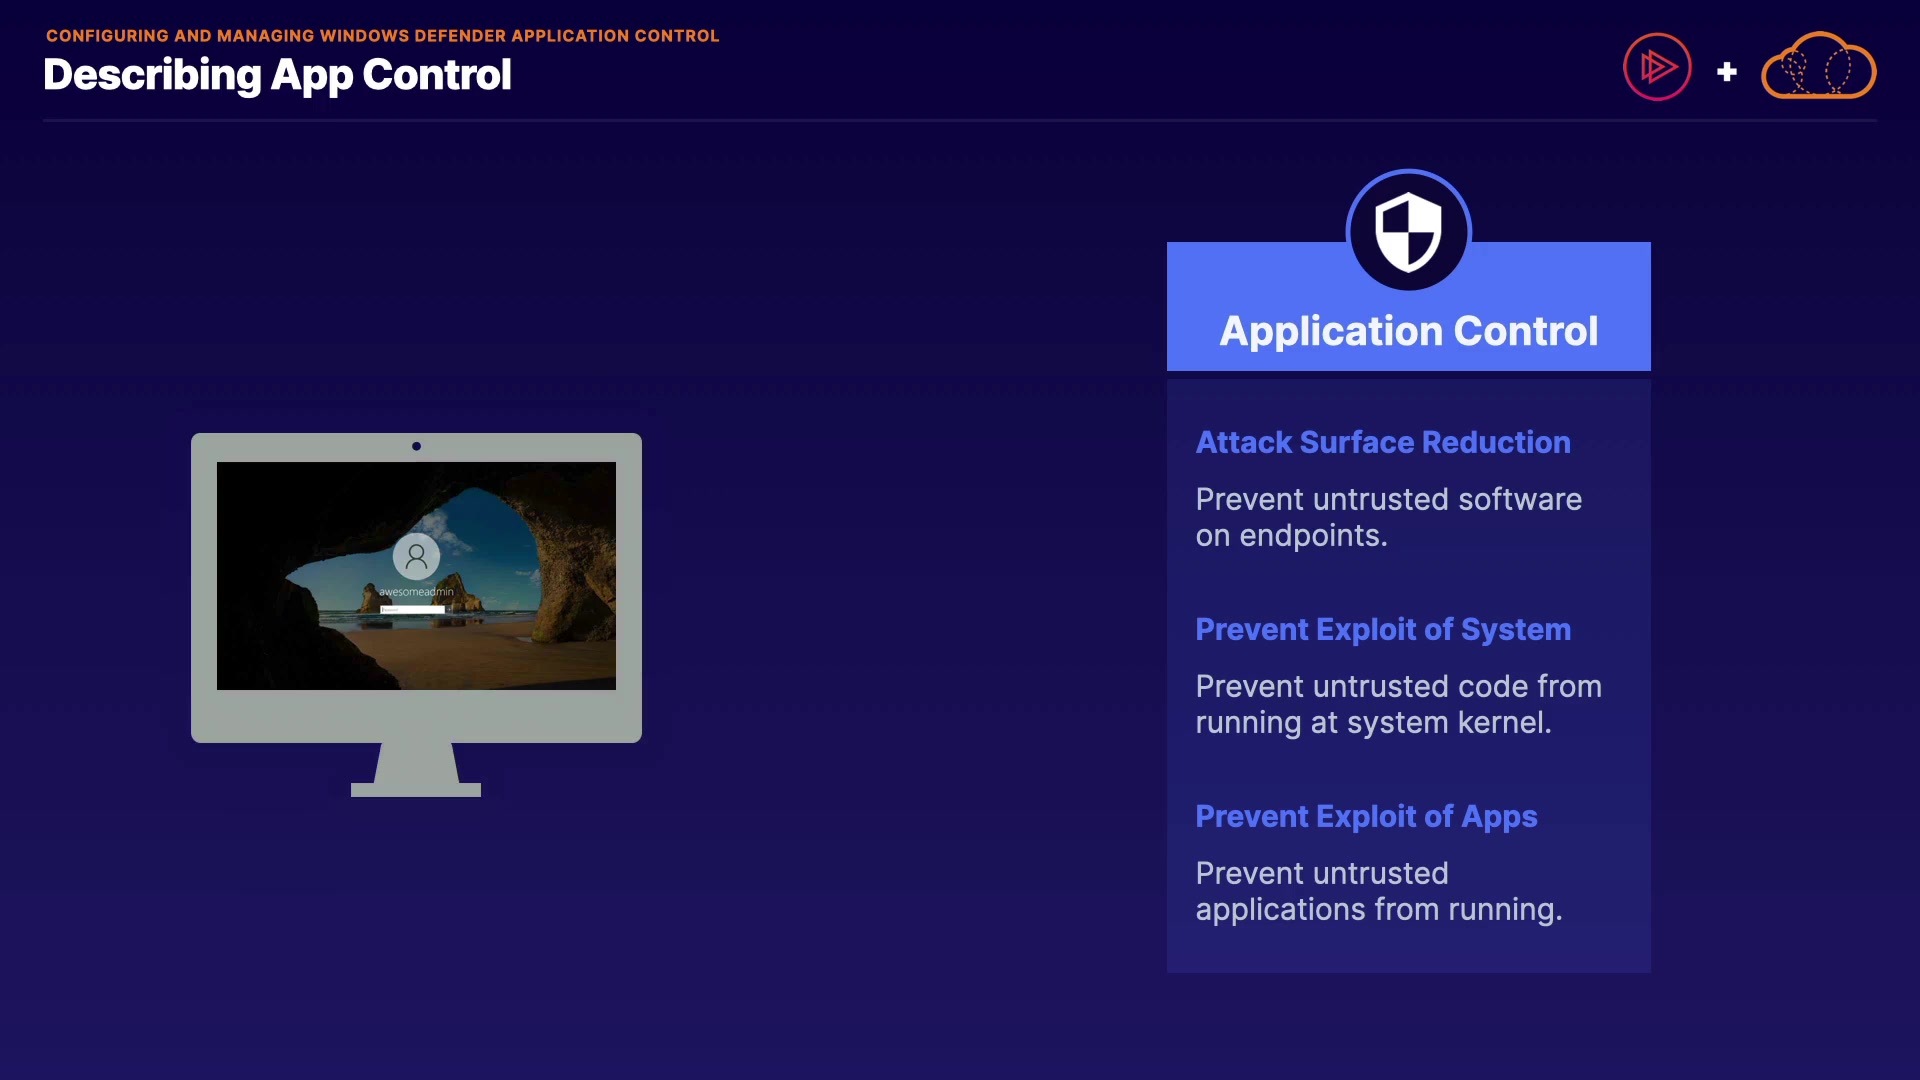 CONFIGURING AND MANAGING WINDOWS DEFENDER APPLICATION CONTROL
Describing App Control
awesomeadmin
Application Control
Attack Surface Reduction
Prevent untrusted software
on endpoints.
Prevent Exploit of System
Prevent untrusted code from
running at system kernel.
Prevent Exploit of Apps
Prevent untrusted
applications from running.